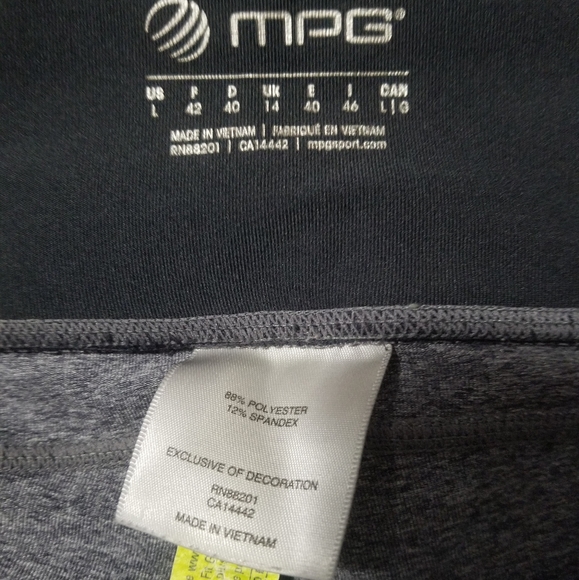 MPG®
US F D UK E I CAN
L 42 40 14 40 46 L | G
MADE IN VIETNAM | FABRIQUÉ EN VIETNAM
RN88201 | CA14442 | mpgsport.com
88% POLYESTER
12% SPANDEX
EXCLUSIVE OF DECORATION
RN88201
CA14442
MADE IN VIETNAM